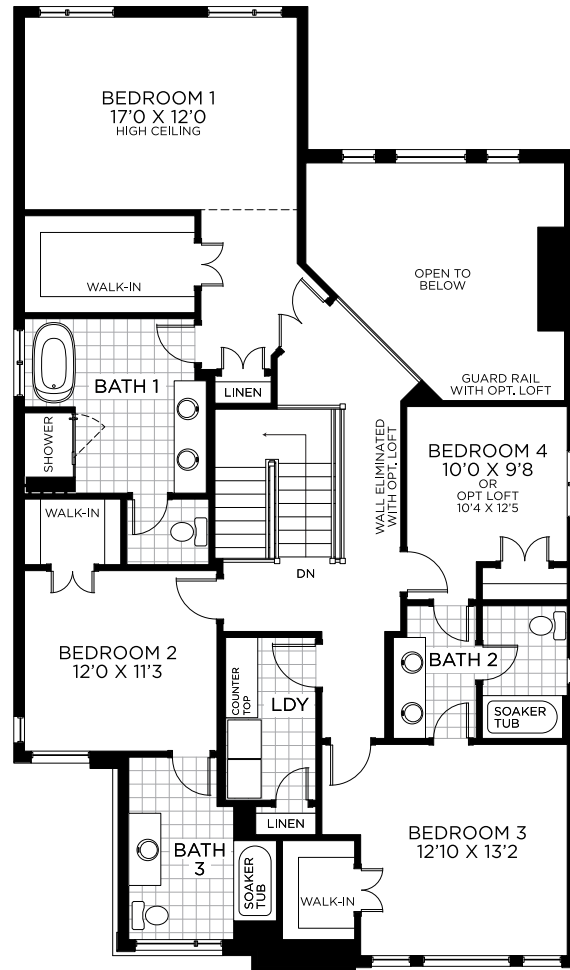 BEDROOM 1
17'0 X 12'0
HIGH CEILING
WALK-IN
OPEN TO
BELOW
BATH 1
LINEN
GUARD RAIL
WITH OPT. LOFT
SHOWER
WALL ELIMINATED
WITH OPT. LOFT
BEDROOM 4
10'0 X 9'8
OR
OPT LOFT
10'4 X 12'5
WALK-IN
DN
BEDROOM 2
12'0 X 11'3
COUNTER
TOP
LDY
BATH 2
SOAKER
TUB
LINEN
BATH
3
SOAKER
TUB
BEDROOM 3
12'10 X 13'2
WALK-IN